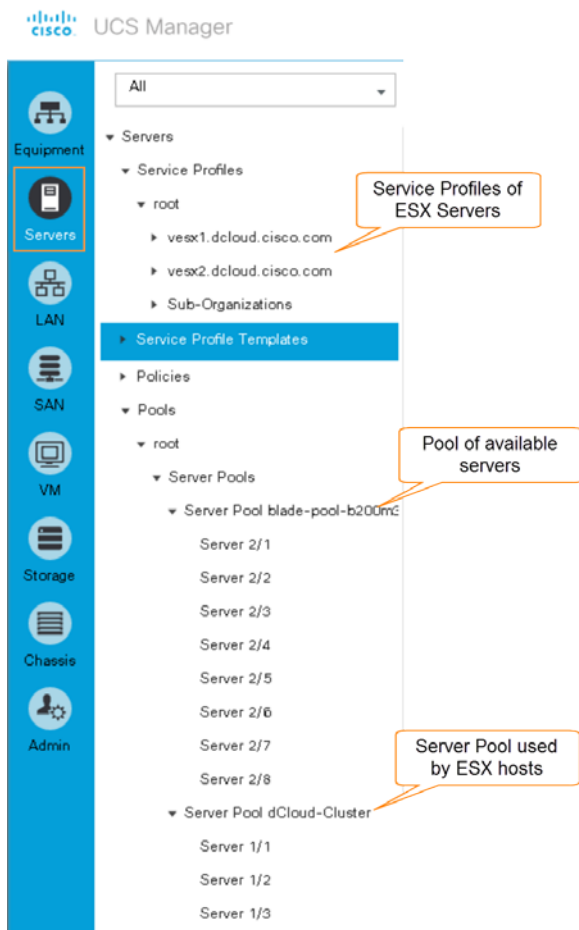 CISCO UCS Manager
All
Equipment
Servers
LAN
SAN
VM
Storage
Chassis
Admin
Servers
Service Profiles
root
vesx1.dcloud.cisco.com
vesx2.dcloud.cisco.com
Sub-Organizations
Service Profile Templates
Policies
Pools
root
Server Pools
Server Pool blade-pool-b200m3
Server 2/1
Server 2/2
Server 2/3
Server 2/4
Server 2/5
Server 2/6
Server 2/7
Server 2/8
Server Pool dCloud-Cluster
Server 1/1
Server 1/2
Server 1/3
Service Profiles of
ESX Servers
Pool of available
servers
Server Pool used
by ESX hosts